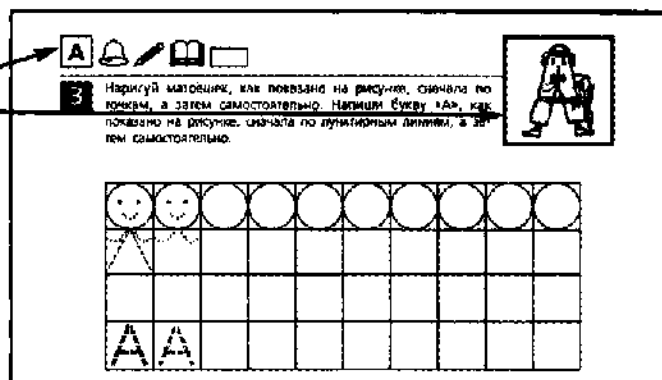 А
3 Нарисуй матрёшек, как показано на рисунке, сначала по
точкам, а затем самостоятельно. Напиши букву «А», как
показано на рисунке, сначала по пунктирным линиям, а за-
тем самостоятельно.
А А